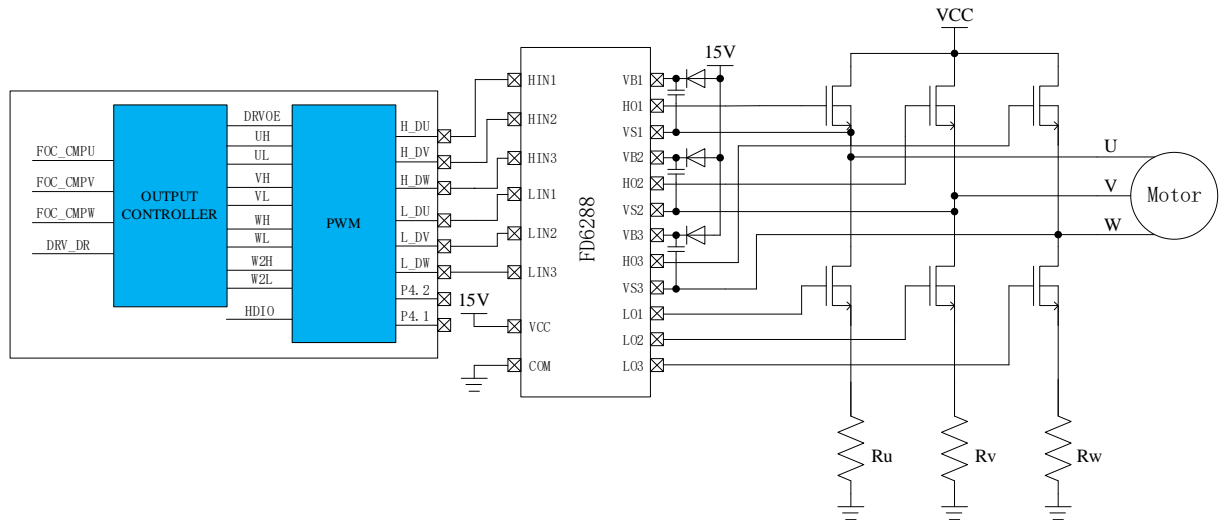 FOC_CMPU
FOC_CMPV
FOC_CMPW
DRV_DR
OUTPUT
CONTROLLER
DRVOE
UH
UL
VH
VL
WH
WL
W2H
W2L
HDIO
PWM
H_DU
H_DV
H_DW
L_DU
L_DV
L_DW
P4.2
P4.1
15V
HIN1
HIN2
HIN3
LIN1
LIN2
LIN3
VCC
COM
FD6288
VB1
HO1
VS1
VB2
HO2
VS2
VB3
HO3
VS3
LO1
LO2
LO3
15V
VCC
U
V
W
Motor
Ru
Rv
Rw